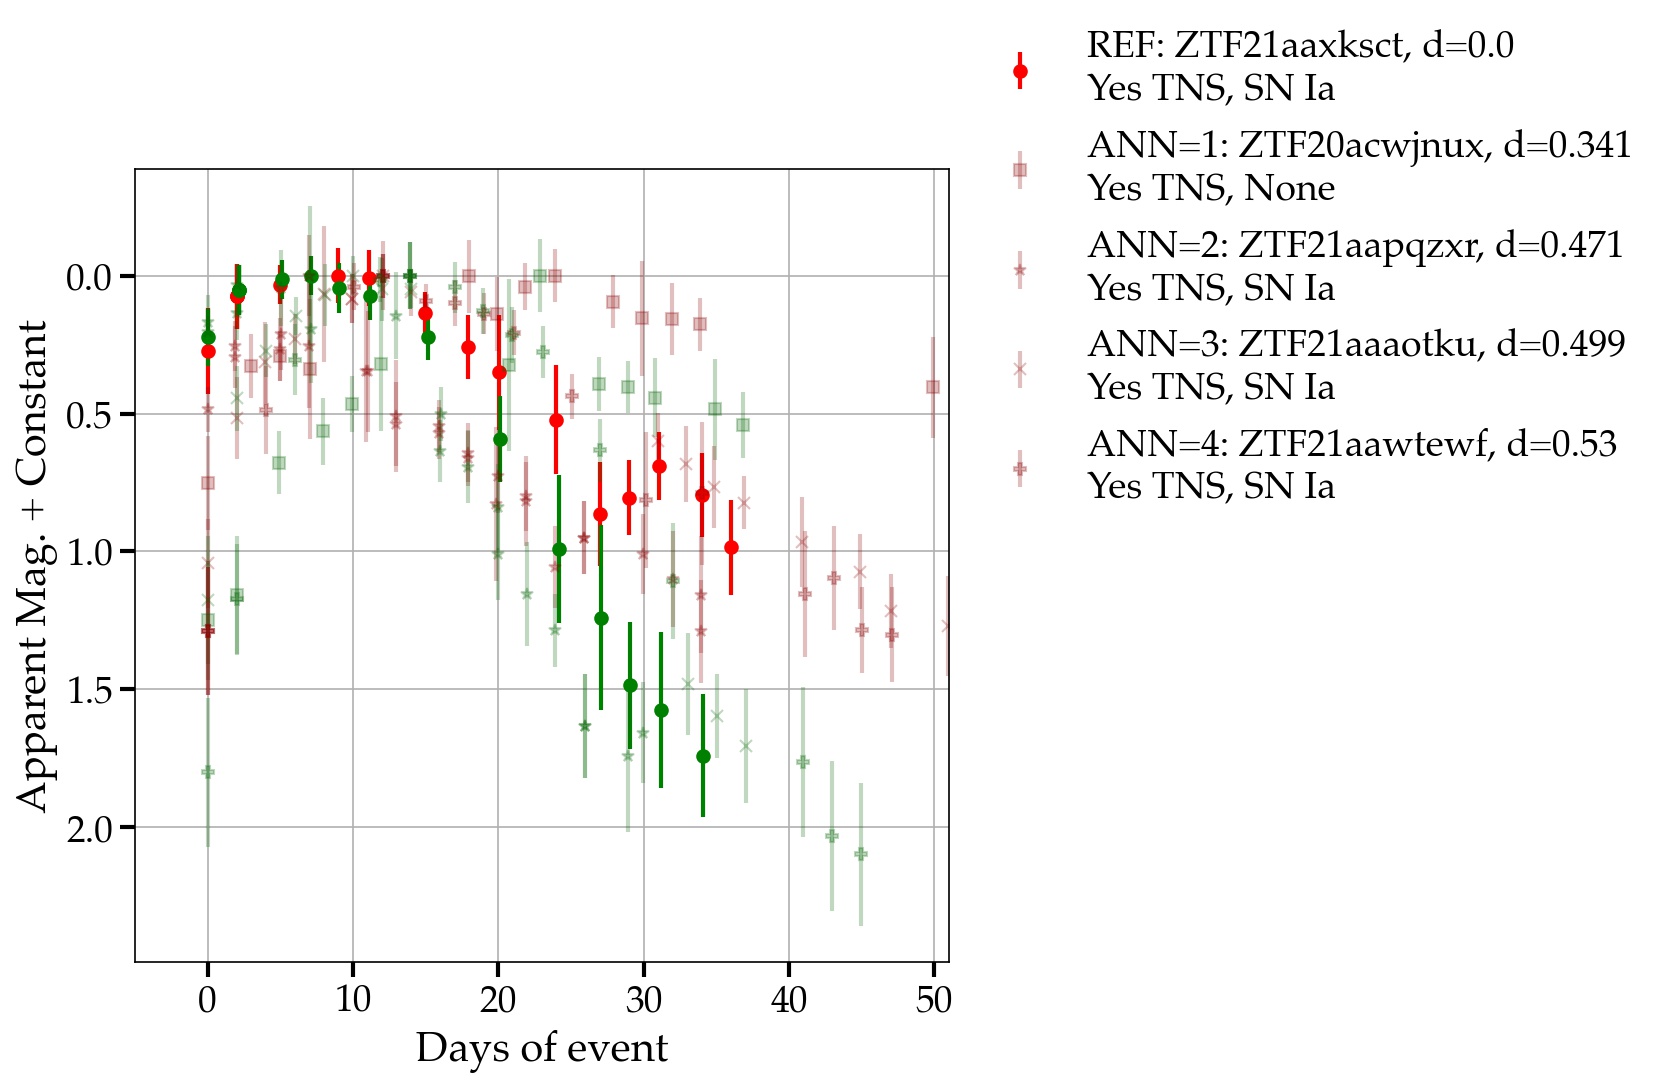 REF: ZTF21aaxksct, d=0.0
Yes TNS, SN Ia
ANN=1: ZTF20acwjnux, d=0.341
Yes TNS, None
ANN=2: ZTF21aapqzxr, d=0.471
Yes TNS, SN Ia
ANN=3: ZTF21aaaotku, d=0.499
Yes TNS, SN Ia
ANN=4: ZTF21aawtewf, d=0.53
Yes TNS, SN Ia
Apparent Mag. + Constant
0.0
0.5
1.0
1.5
2.0
0 10 20 30 40 50
Days of event